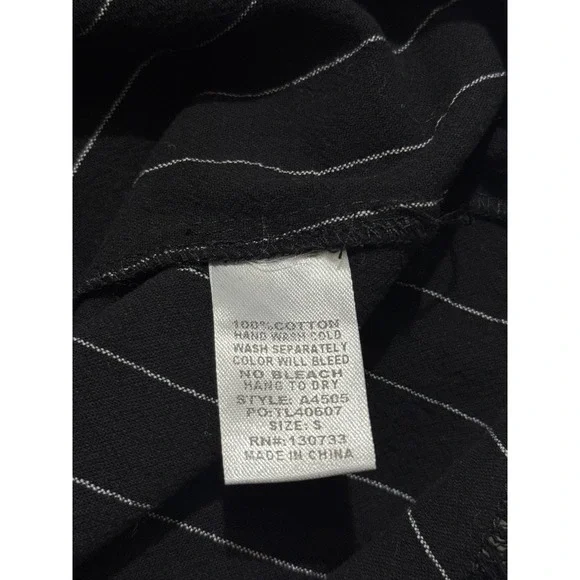 100%COTTON
HAND WASH COLD
WASH SEPARATELY
COLOR WILL BLEED
NO BLEACH
HANG TO DRY
STYLE: A4505
PO:TL40607
SIZE: S
RN#:130733
MADE IN CHINA